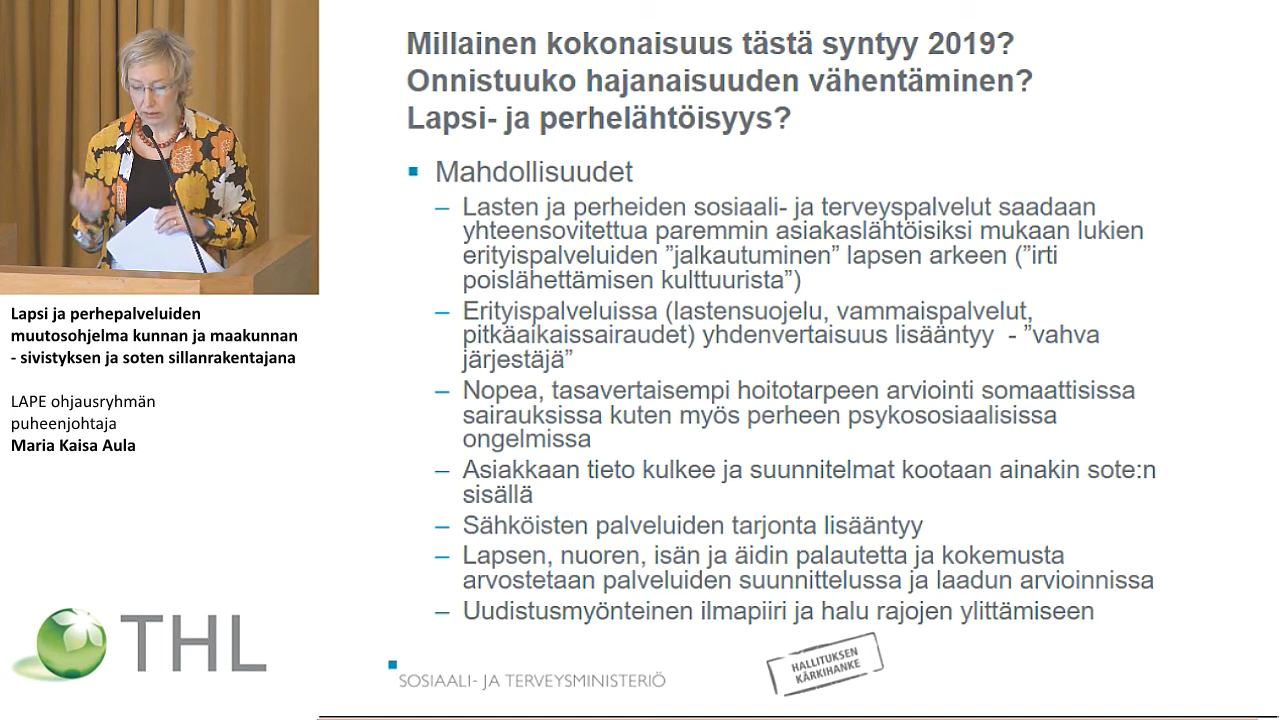 Millainen kokonaisuus tästä syntyy 2019?
Onnistuuko hajanaisuuden vähentäminen?
Lapsi- ja perhelähtöisyys?
Mahdollisuudet
– Lasten ja perheiden sosiaali- ja terveyspalvelut saadaan
yhteensovitettua paremmin asiakaslähtöisiksi mukaan lukien
erityispalveluiden ”jalkautuminen” lapsen arkeen (”irti
poislähettämisen kulttuurista”)
– Erityispalveluissa (lastensuojelu, vammaispalvelut,
pitkäaikaissairaudet) yhdenvertaisuus lisääntyy - ”vahva
järjestäjä”
– Nopea, tasavertaisempi hoitotarpeen arviointi somaattisissa
sairauksissa kuten myös perheen psykososiaalisissa
ongelmissa
– Asiakkaan tieto kulkee ja suunnitelmat kootaan ainakin sote:n
sisällä
– Sähköisten palveluiden tarjonta lisääntyy
– Lapsen, nuoren, isän ja äidin palautetta ja kokemusta
arvostetaan palveluiden suunnittelussa ja laadun arvioinnissa
– Uudistusmyönteinen ilmapiiri ja halu rajojen ylittämiseen
SOSIAALI- JA TERVEYSMINISTERIÖ
HALLITUKSEN
KÄRKIHANKE
Lapsi ja perhepalveluiden
muutosohjelma kunnan ja maakunnan
- sivistyksen ja soten sillanrakentajana
LAPE ohjausryhmän
puheenjohtaja
Maria Kaisa Aula
THL